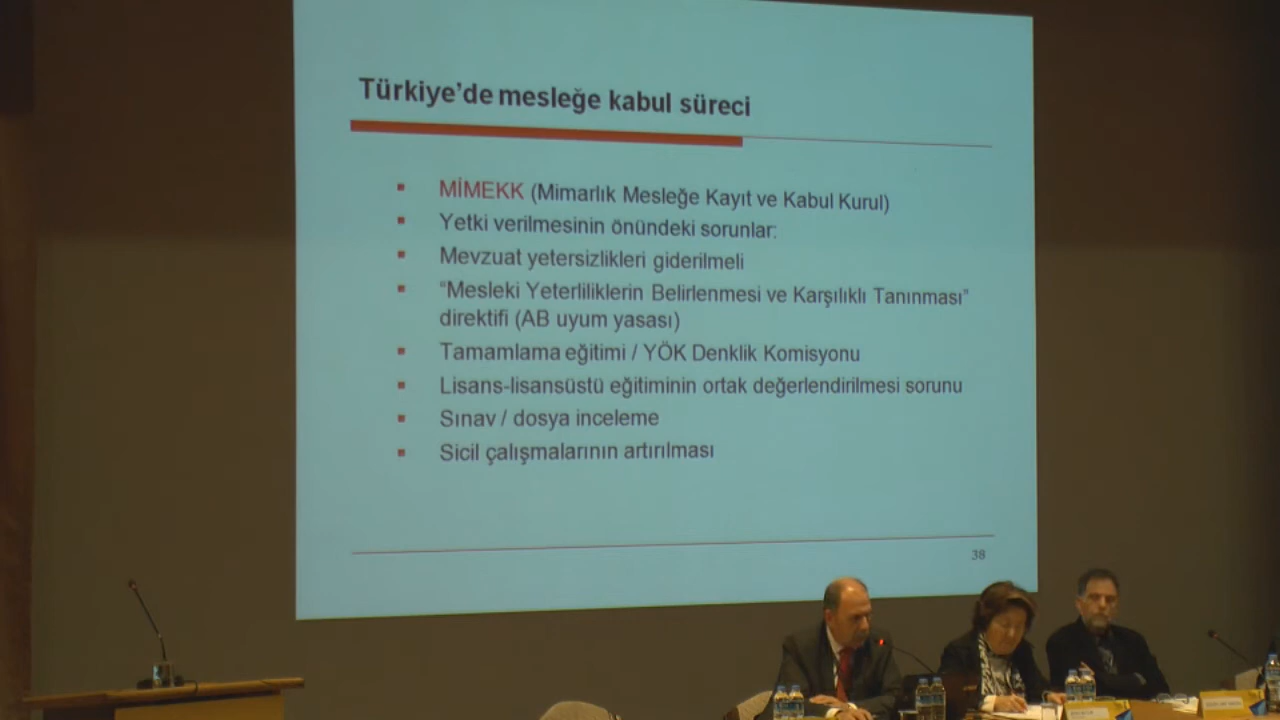 Türkiye'de mesleğe kabul süreci
MİMEKK (Mimarlık Mesleğe Kayıt ve Kabul Kurul)
Yetki verilmesinin önündeki sorunlar:
Mevzuat yetersizlikleri giderilmeli
“Mesleki Yeterliliklerin Belirlenmesi ve Karşılıklı Tanınması”
direktifi (AB uyum yasası)
Tamamlama eğitimi / YÖK Denklik Komisyonu
Lisans-lisansüstü eğitiminin ortak değerlendirilmesi sorunu
Sınav / dosya inceleme
Sicil çalışmalarının artırılması
38